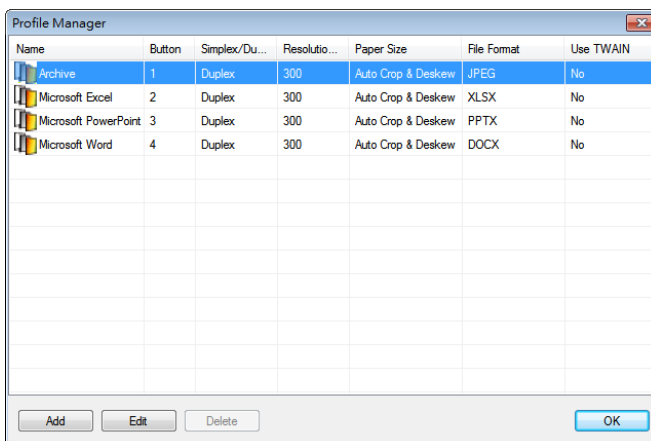 Profile Manager
Name Button Simplex/Du... Resolutio... Paper Size File Format Use TWAIN
Archive 1 Duplex 300 Auto Crop & Deskew JPEG No
Microsoft Excel 2 Duplex 300 Auto Crop & Deskew XLSX No
Microsoft PowerPoint 3 Duplex 300 Auto Crop & Deskew PPTX No
Microsoft Word 4 Duplex 300 Auto Crop & Deskew DOCX No
Add Edit Delete OK